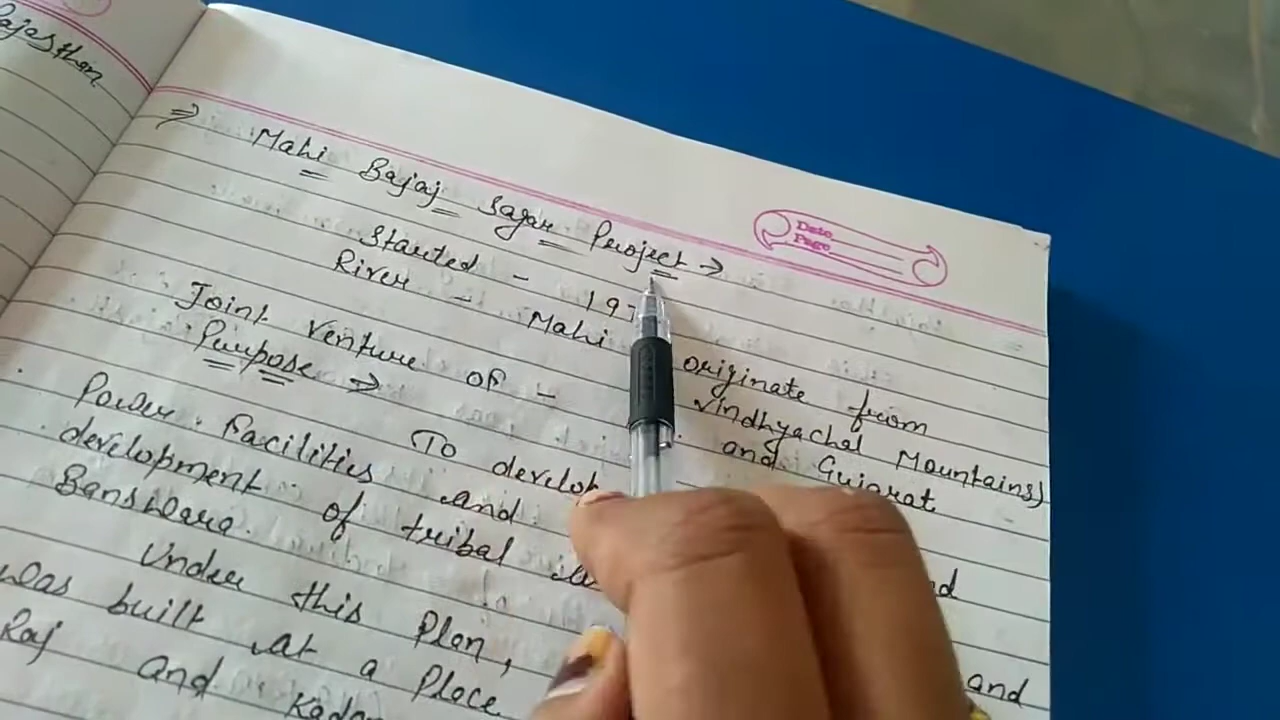 Rajasthan
⇒ Mahi Bajaj Sagar Project →
Date
Page
Started - 19
River - Mahi originate from
Vindhyachal Mountains)
Joint venture of - and Gujarat
Purpose ⇒
To develop
Power Facilities and
development of tribal
Banswara.
Under this Plan, and
was built at a Place
Raj and